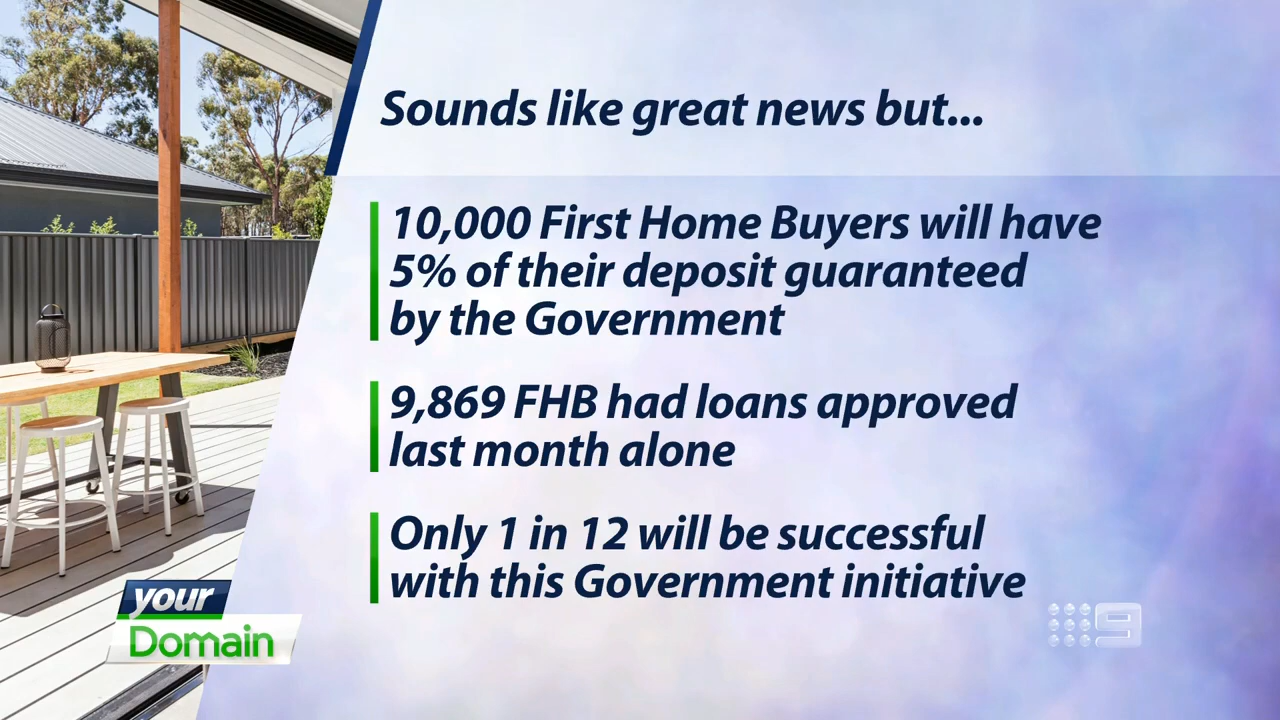 Sounds like great news but...
10,000 First Home Buyers will have
5% of their deposit guaranteed
by the Government
9,869 FHB had loans approved
last month alone
Only 1 in 12 will be successful
with this Government initiative
your
Domain
9